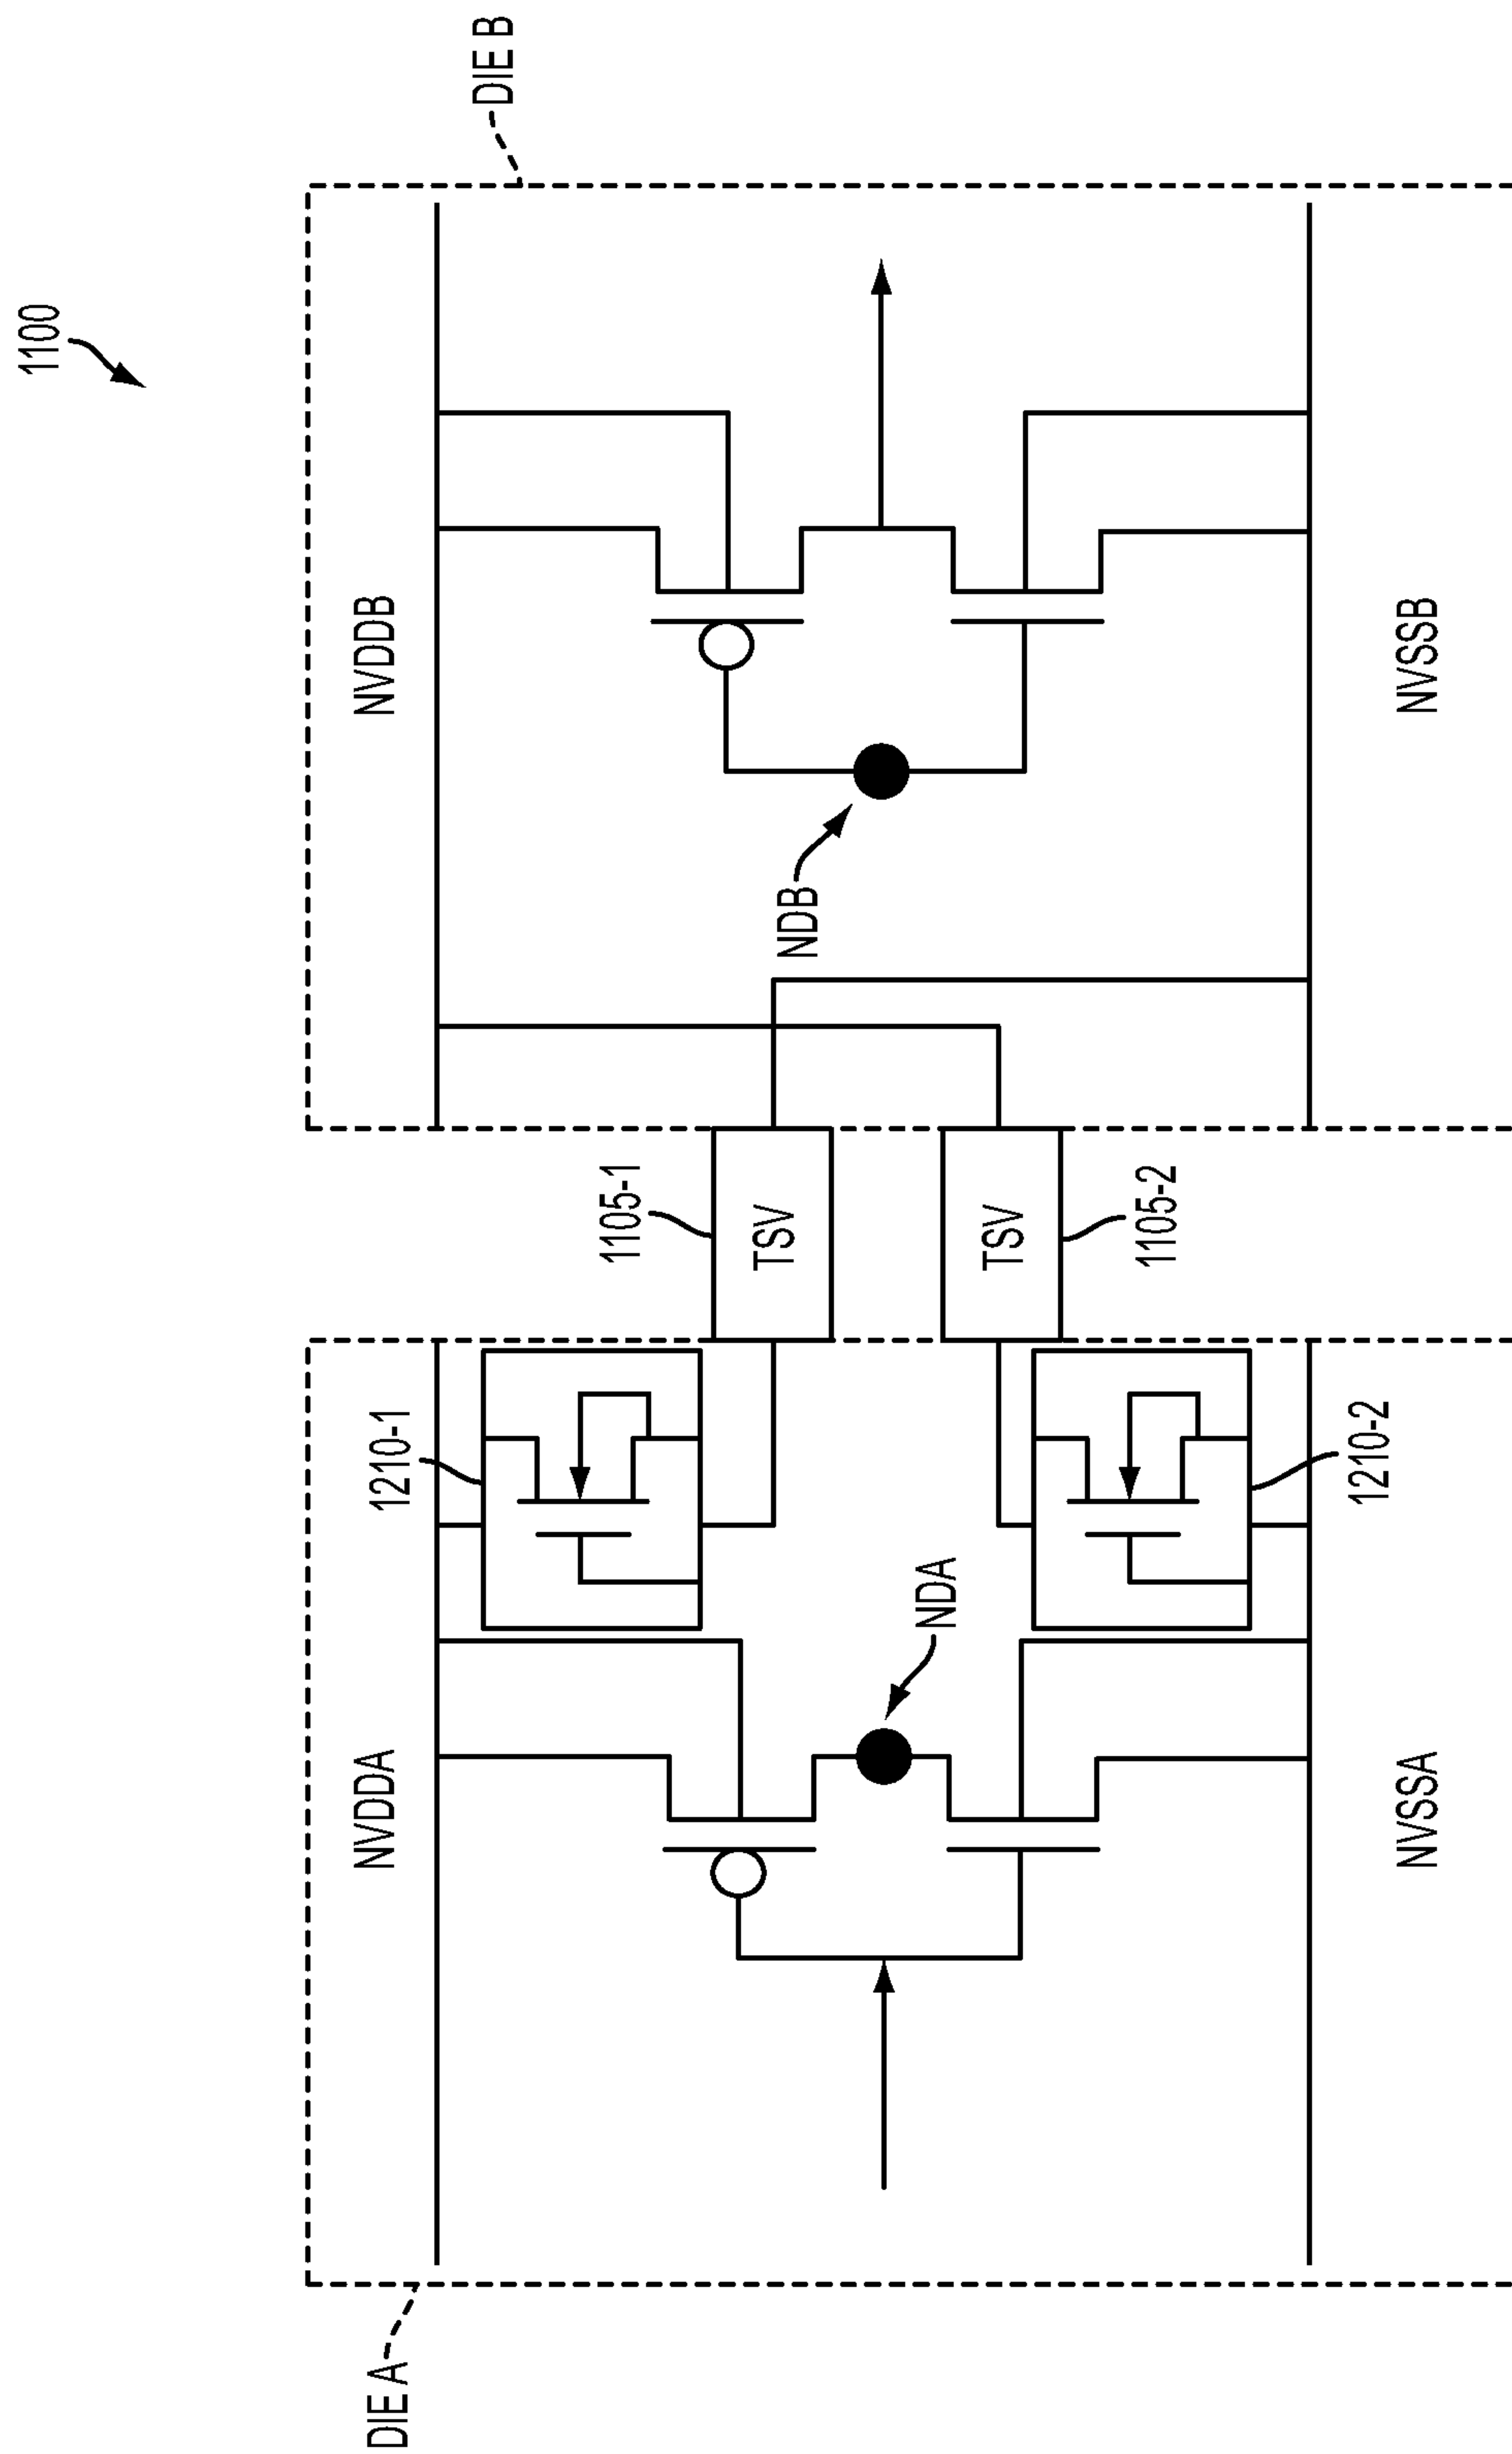 1100
DIE A
DIE B
NVDDA
NVDDB
1210-1
1105-1
TSV
NDB
NDA
TSV
1105-2
1210-2
NVSSA
NVSSB